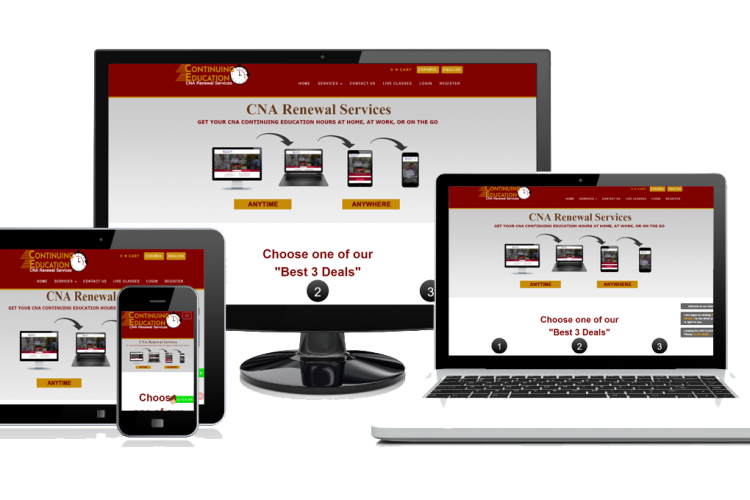 CONTINUING
EDUCATION
CNA Renewal Services
0 CART ESPAÑOL ENGLISH
HOME SERVICES CONTACT US LIVE CLASSES LOGIN REGISTER
CNA Renewal Services
GET YOUR CNA CONTINUING EDUCATION HOURS AT HOME, AT WORK, OR ON THE GO
ANYTIME ANYWHERE
Choose one of our
"Best 3 Deals"
2 3
CONTINUING
EDUCATION
CNA Renewal Services
0 CART ESPAÑOL ENGLISH
HOME SERVICES CONTACT US LIVE CLASSES LOGIN REGISTER
CNA Renewal Services
GET YOUR CNA CONTINUING EDUCATION HOURS AT HOME, AT WORK, OR ON THE GO
ANYTIME ANYWHERE
Choose one of our
"Best 3 Deals"
1 2 3
CONTINUING
EDUCATION
CNA Renewal Services
0 CART ESPAÑOL ENGLISH
HOME SERVICES CONTACT US LIVE CLASSES LOGIN REGISTER
CNA Renewal
GET YOUR CNA CONTINUING EDUCATION HOURS
ANYTIME
CONTINUING
EDUCATION
CNA Renewal Services
CNA Renewal Services
Choose
one of our